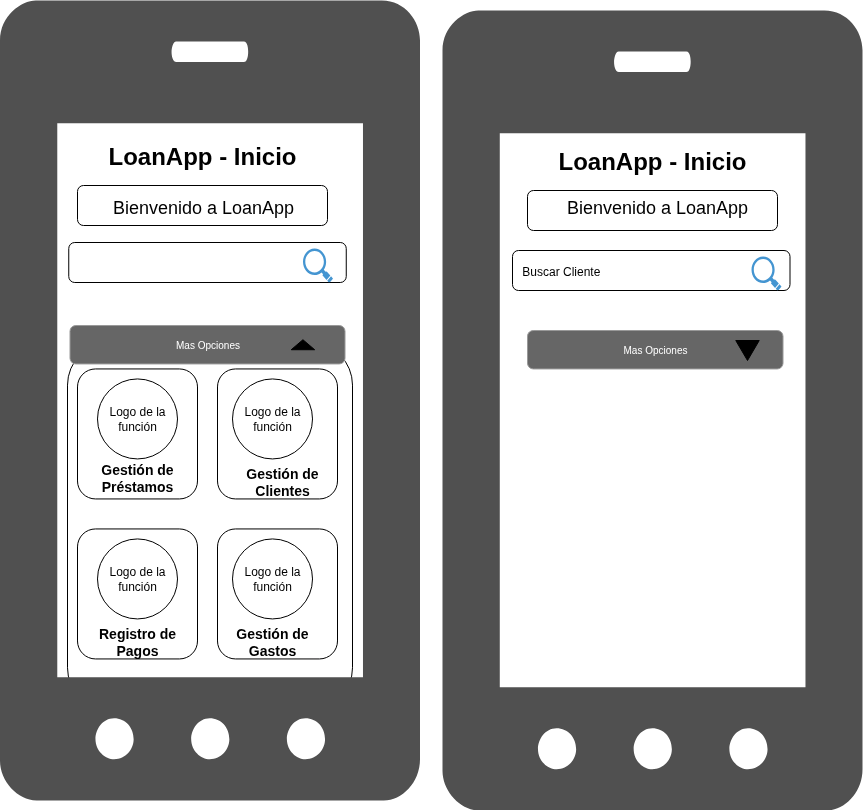 LoanApp - Inicio
Bienvenido a LoanApp
Mas Opciones
Logo de la
función
Gestión de
Préstamos
Logo de la
función
Gestión de
Clientes
Logo de la
función
Registro de
Pagos
Logo de la
función
Gestión de
Gastos
LoanApp - Inicio
Bienvenido a LoanApp
Buscar Cliente
Mas Opciones